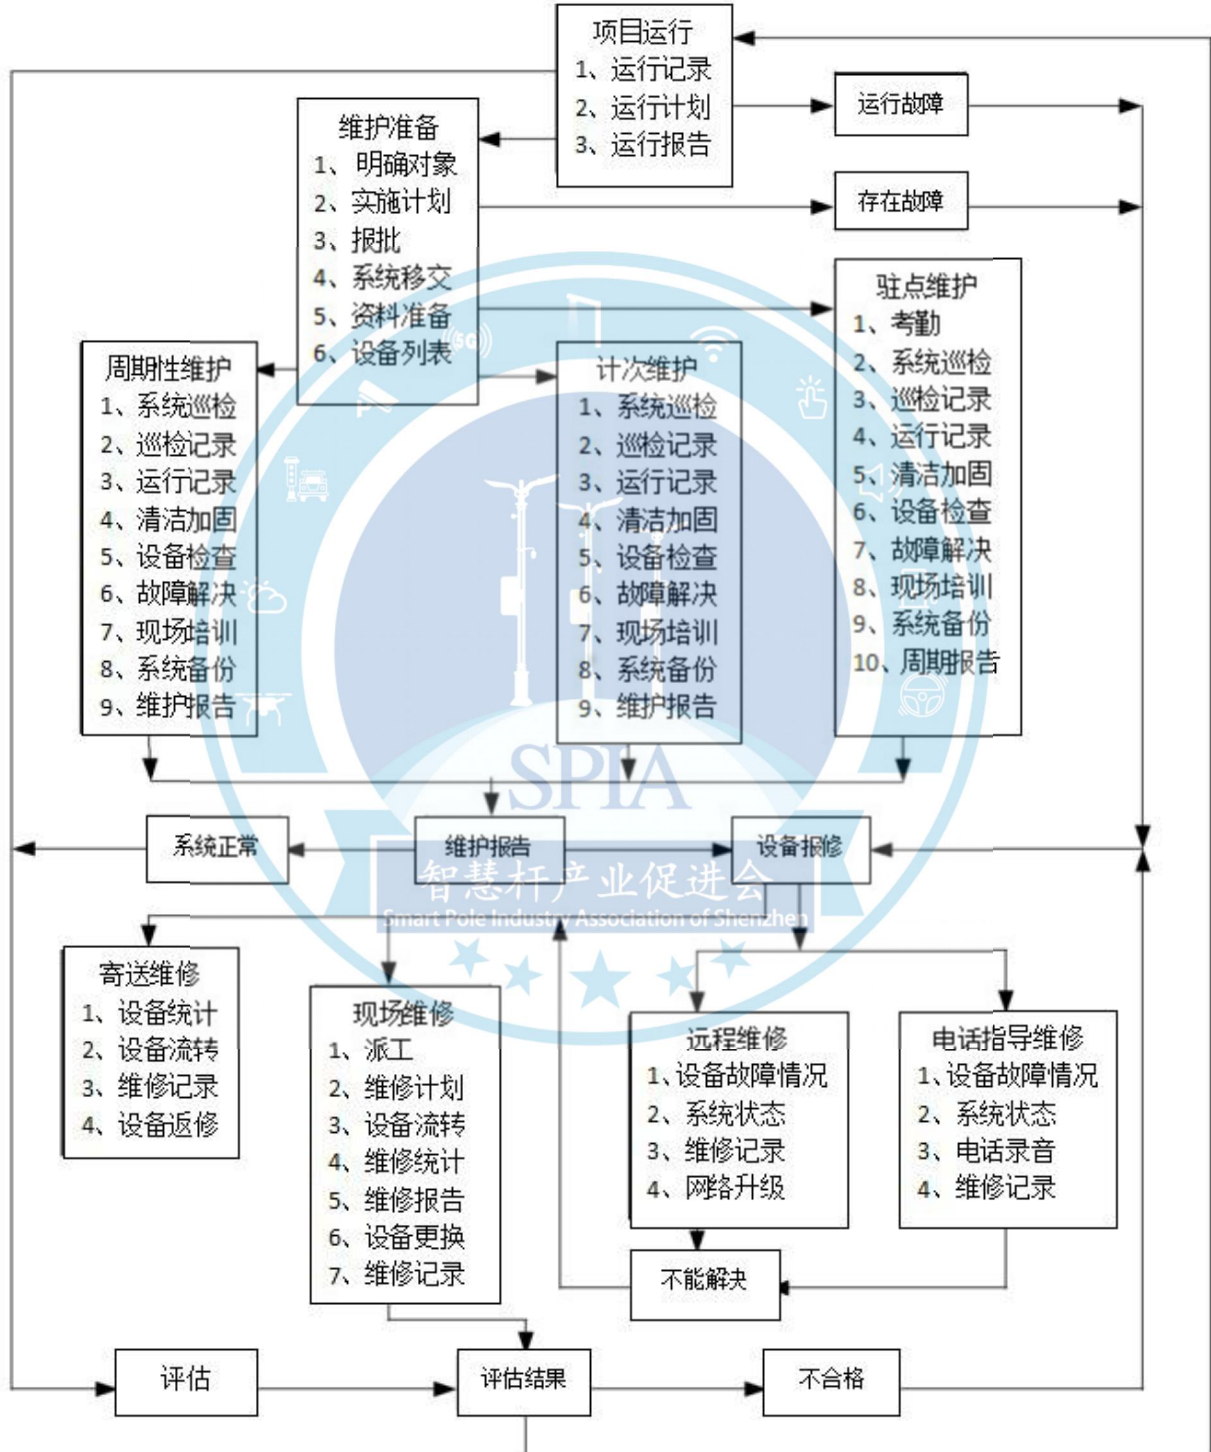 项目运行
1、运行记录
2、运行计划
3、运行报告
运行故障
维护准备
1、明确对象
2、实施计划
3、报批
4、系统移交
5、资料准备
6、设备列表
存在故障
驻点维护
1、考勤
2、系统巡检
3、巡检记录
4、运行记录
5、清洁加固
6、设备检查
7、故障解决
8、现场培训
9、系统备份
10、周期报告
周期性维护
1、系统巡检
2、巡检记录
3、运行记录
4、清洁加固
5、设备检查
6、故障解决
7、现场培训
8、系统备份
9、维护报告
计次维护
1、系统巡检
2、巡检记录
3、运行记录
4、清洁加固
5、设备检查
6、故障解决
7、现场培训
8、系统备份
9、维护报告
5G
SPIA
系统正常
维护报告
设备报修
智慧杆产业促进会
Smart Pole Industry Association of Shenzhen
寄送维修
1、设备统计
2、设备流转
3、维修记录
4、设备返修
现场维修
1、派工
2、维修计划
3、设备流转
4、维修统计
5、维修报告
6、设备更换
7、维修记录
远程维修
1、设备故障情况
2、系统状态
3、维修记录
4、网络升级
电话指导维修
1、设备故障情况
2、系统状态
3、电话录音
4、维修记录
不能解决
评估
评估结果
不合格